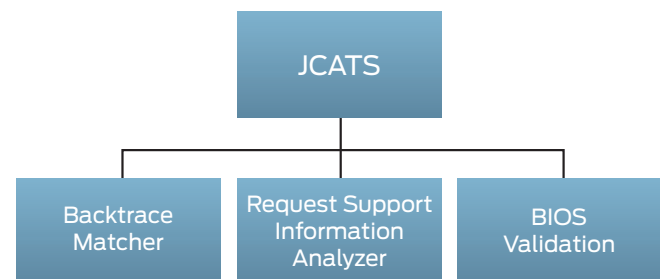 JCATS
Backtrace
Matcher
Request Support
Information
Analyzer
BIOS
Validation